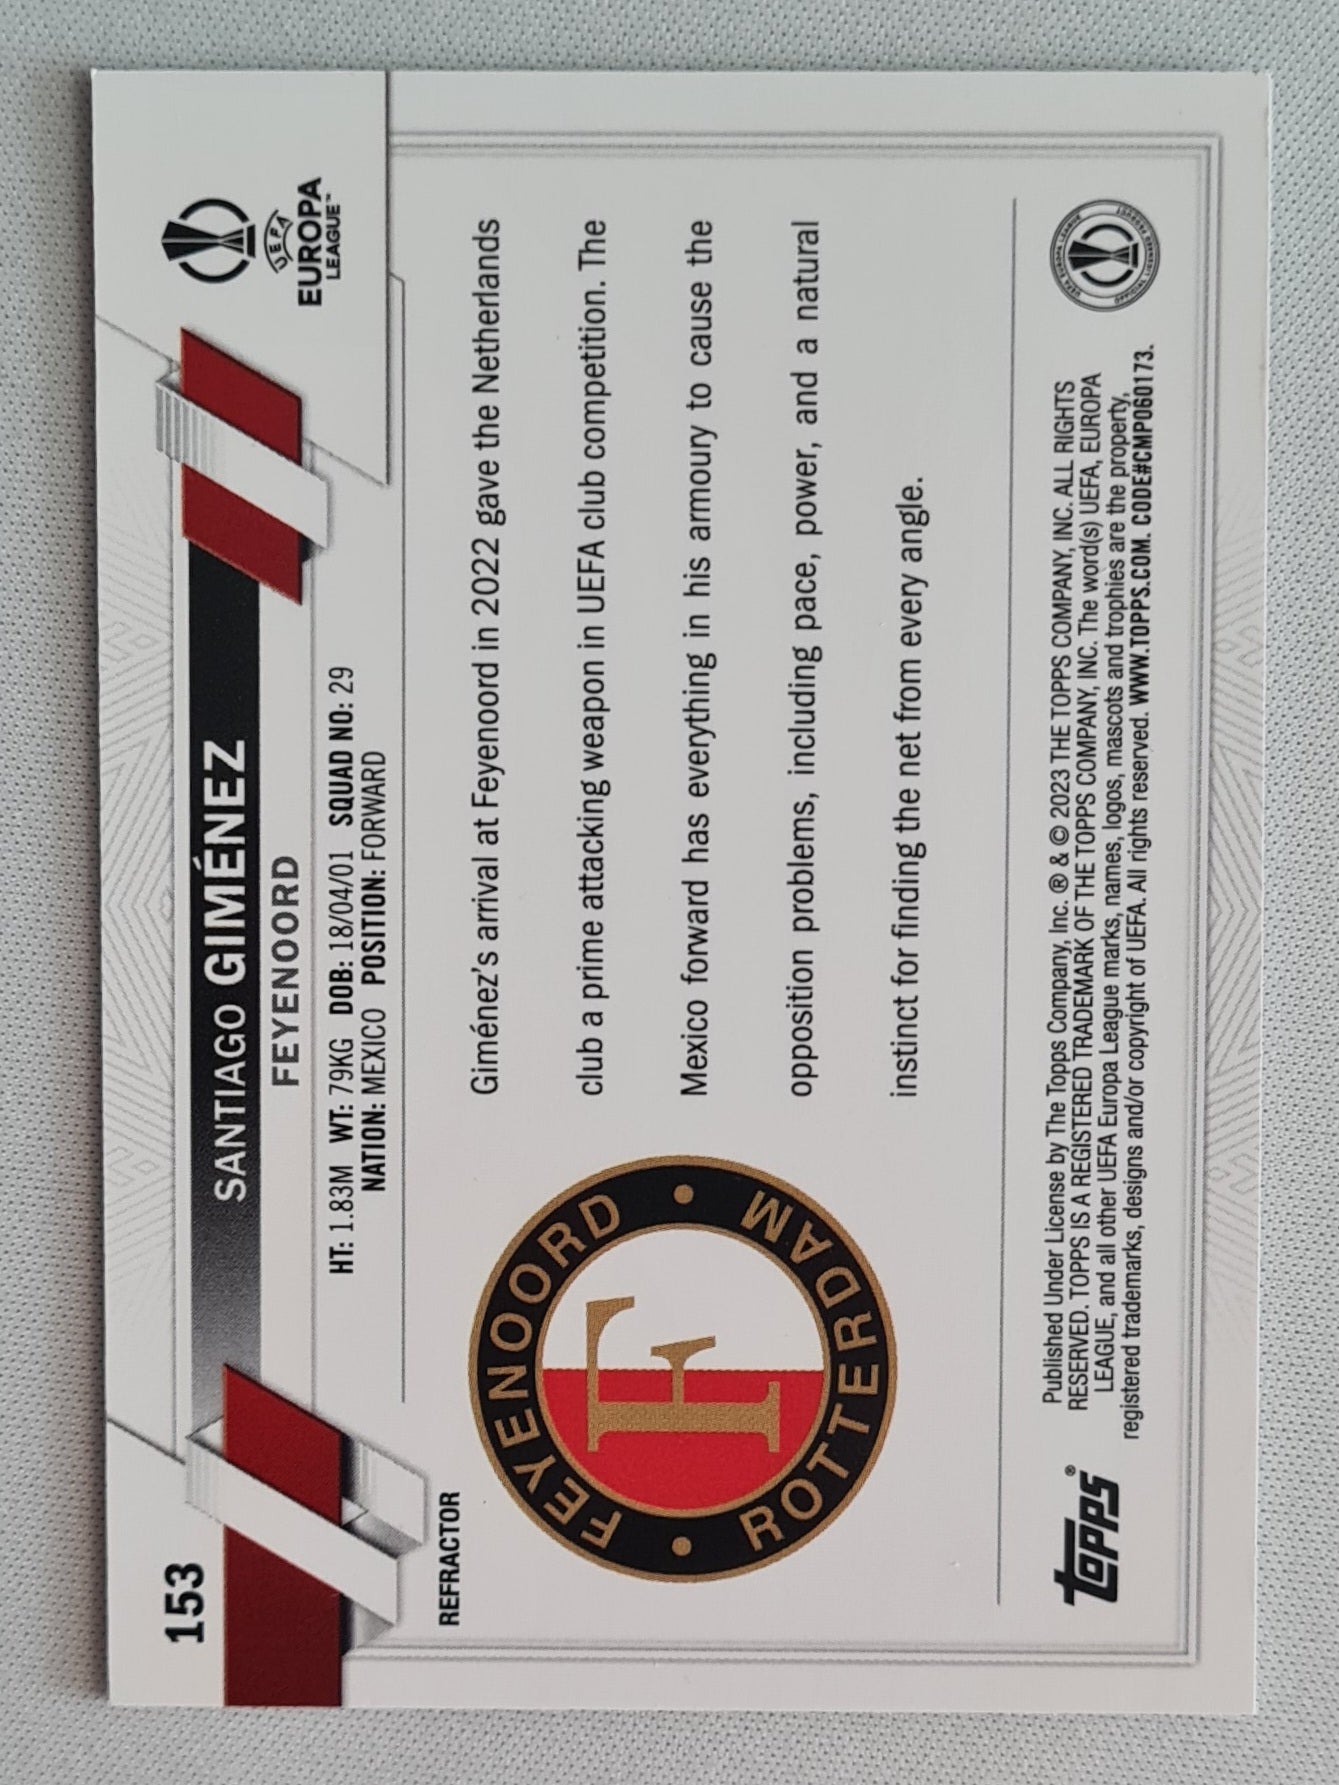 153
SANTIAGO GIMÉNEZ
FEYENOORD
HT: 1.83M WT: 79KG DOB: 18/04/01 SQUAD NO: 29
NATION: MEXICO POSITION: FORWARD
UEFA
EUROPA
LEAGUE™
REFRACTOR
FEYENOORD
F
ROTTERDAM
Giménez's arrival at Feyenoord in 2022 gave the Netherlands
club a prime attacking weapon in UEFA club competition. The
Mexico forward has everything in his armoury to cause the
opposition problems, including pace, power, and a natural
instinct for finding the net from every angle.
topps®
Published Under License by The Topps Company, Inc. ® & © 2023 THE TOPPS COMPANY, INC. ALL RIGHTS
RESERVED. TOPPS IS A REGISTERED TRADEMARK OF THE TOPPS COMPANY, INC. The word(s) UEFA, EUROPA
LEAGUE, and all other UEFA Europa League marks, names, logos, mascots and trophies are the property,
registered trademarks, designs and/or copyright of UEFA. All rights reserved. WWW.TOPPS.COM. CODE#CMP060173.
UEFA EUROPA LEAGUE
OFFICIAL LICENSED PRODUCT